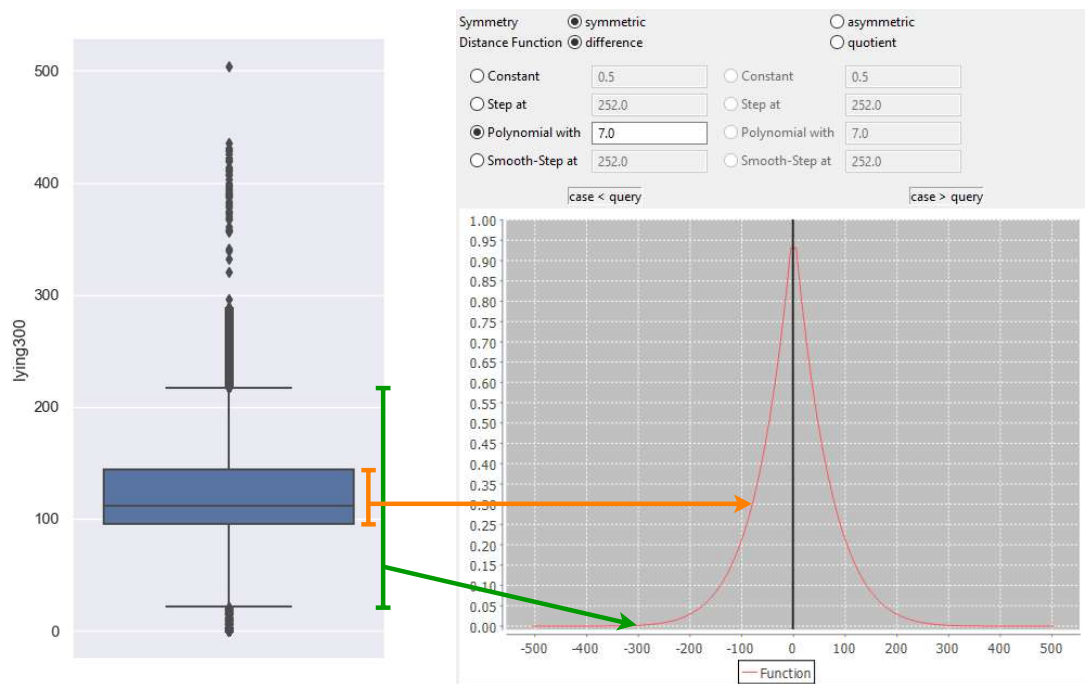 lying300
500
400
300
200
100
0
Symmetry symmetric asymmetric
Distance Function difference quotient
Constant 0.5 Constant 0.5
Step at 252.0 Step at 252.0
Polynomial with 7.0 Polynomial with 7.0
Smooth-Step at 252.0 Smooth-Step at 252.0
case < query case > query
1.00
0.95
0.90
0.85
0.80
0.75
0.70
0.65
0.60
0.55
0.50
0.45
0.40
0.35
0.30
0.25
0.20
0.15
0.10
0.05
0.00
-500 -400 -300 -200 -100 0 100 200 300 400 500
Function